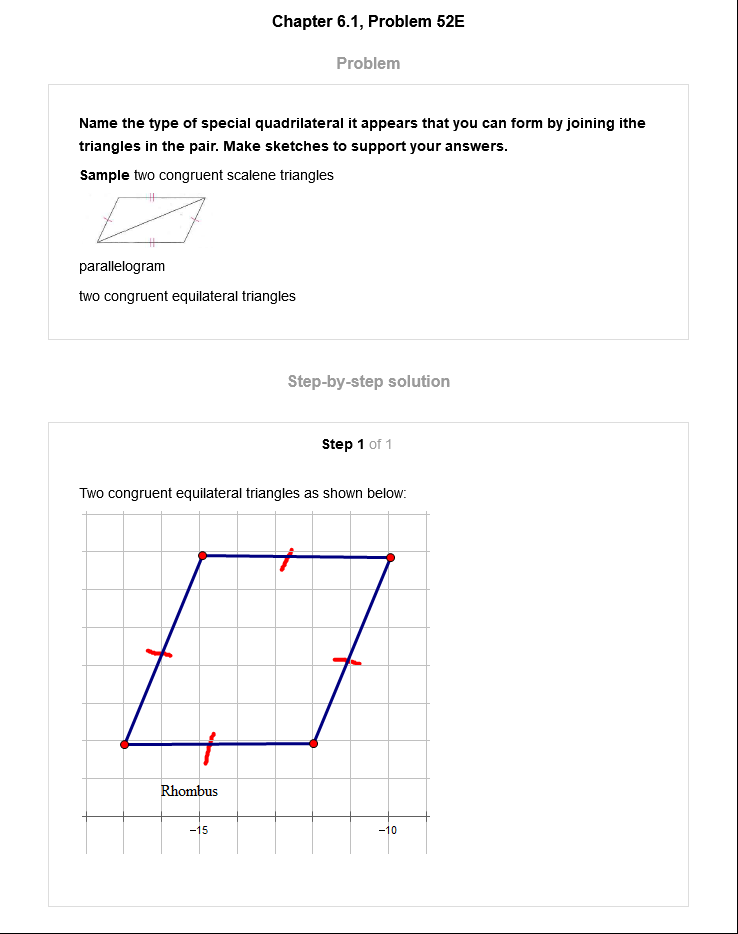 Chapter 6.1, Problem 52E
Problem
Name the type of special quadrilateral it appears that you can form by joining ithe
triangles in the pair. Make sketches to support your answers.
Sample two congruent scalene triangles
parallelogram
two congruent equilateral triangles
Step-by-step solution
Step 1 of 1
Two congruent equilateral triangles as shown below:
Rhombus
–15
–10